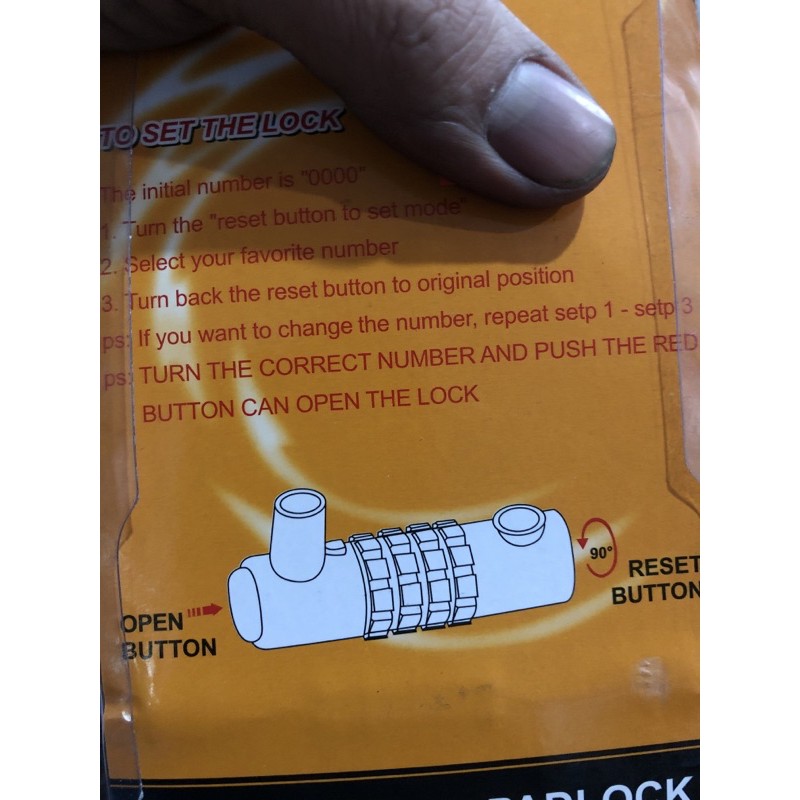 TO SET THE LOCK
The initial number is "0000"
1. Turn the "reset button to set mode"
2. Select your favorite number
3. Turn back the reset button to original position
ps: If you want to change the number, repeat setp 1 - setp 3
ps: TURN THE CORRECT NUMBER AND PUSH THE RED
BUTTON CAN OPEN THE LOCK
90°
RESET
BUTTON
OPEN
BUTTON
PADLOCK